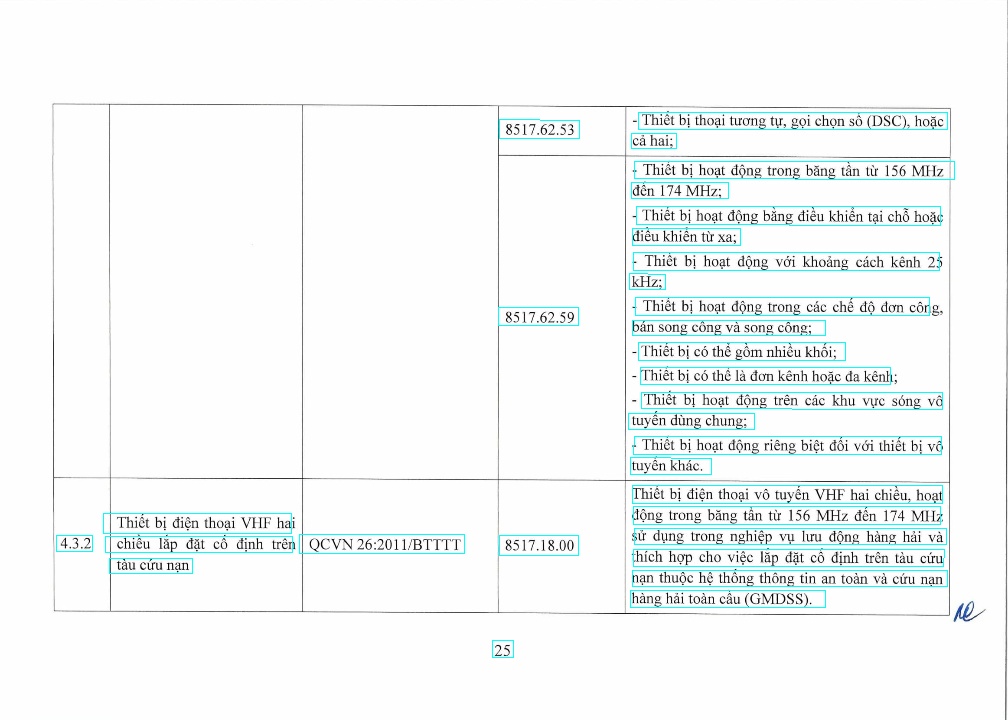 8517.62.53
- Thiết bị thoại tương tự, gọi chọn số (DSC), hoặc
cả hai;
8517.62.59
- Thiết bị hoạt động trong băng tần từ 156 MHz
đến 174 MHz;
- Thiết bị hoạt động bằng điều khiển tại chỗ hoặc
điều khiển từ xa;
- Thiết bị hoạt động với khoảng cách kênh 25
kHz;
- Thiết bị hoạt động trong các chế độ đơn công,
bán song công và song công;
- Thiết bị có thể gồm nhiều khối;
- Thiết bị có thể là đơn kênh hoặc đa kênh;
- Thiết bị hoạt động trên các khu vực sóng vô
tuyến dùng chung;
- Thiết bị hoạt động riêng biệt đối với thiết bị vô
tuyến khác.
4.3.2
Thiết bị điện thoại VHF hai
chiều lắp đặt cố định trên
tàu cứu nạn
QCVN 26:2011/BTTTT
8517.18.00
Thiết bị điện thoại vô tuyến VHF hai chiều, hoạt
động trong băng tần từ 156 MHz đến 174 MHz
sử dụng trong nghiệp vụ lưu động hàng hải và
thích hợp cho việc lắp đặt cố định trên tàu cứu
nạn thuộc hệ thống thông tin an toàn và cứu nạn
hàng hải toàn cầu (GMDSS).
25